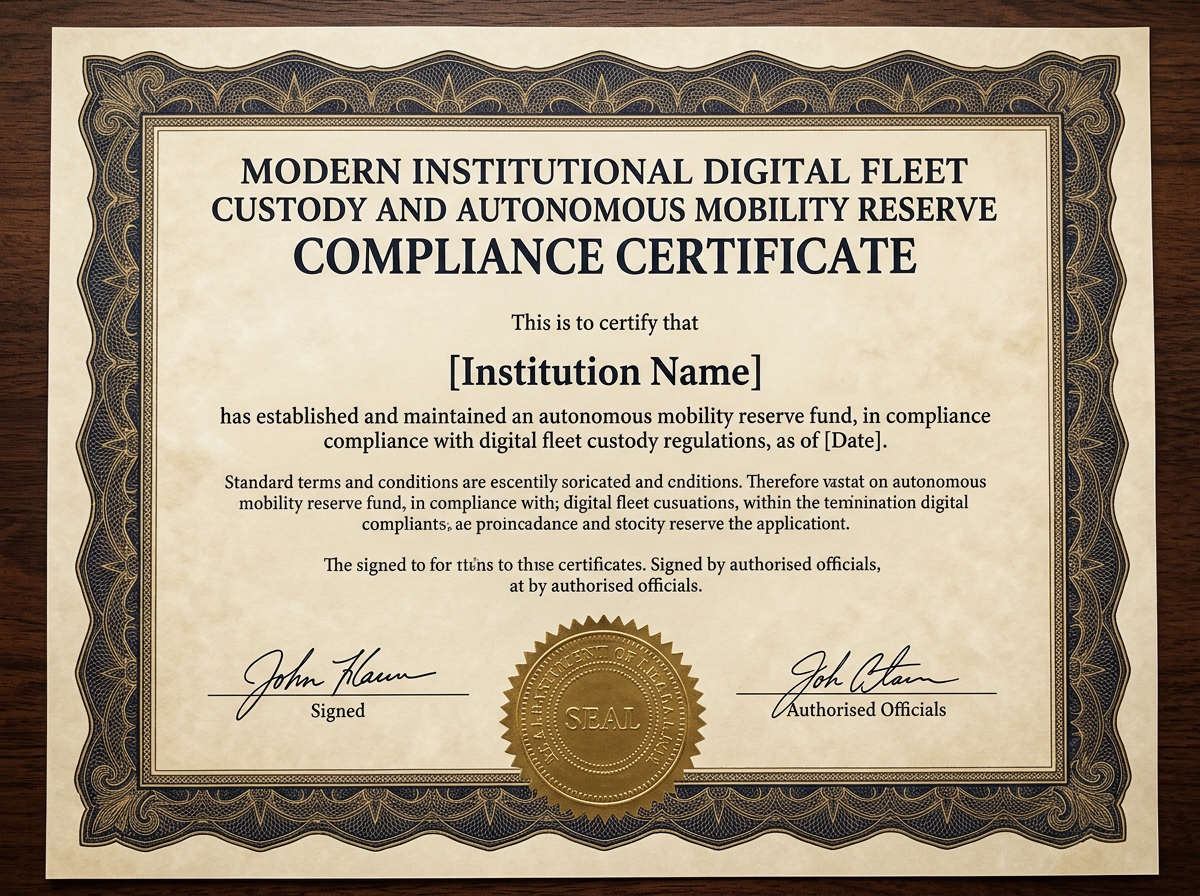 MODERN INSTITUTIONAL DIGITAL FLEET
CUSTODY AND AUTONOMOUS MOBILITY RESERVE
COMPLIANCE CERTIFICATE
This is to certify that
[Institution Name]
has established and maintained an autonomous mobility reserve fund, in compliance
compliance with digital fleet custody regulations, as of [Date].
Standard terms and conditions are escentily soricated and cnditions. Therefore vastat on autonomous
mobility reserve fund, in compliance with; digital fleet cusuations, within the teminination digital
compliants, ae proincadance and stocity reserve the applicationt.
The signed to for to thise certificates. Signed by authorised officials,
at by authorised officials.
John
Signed
SEAL
Joh
Authorised Officials